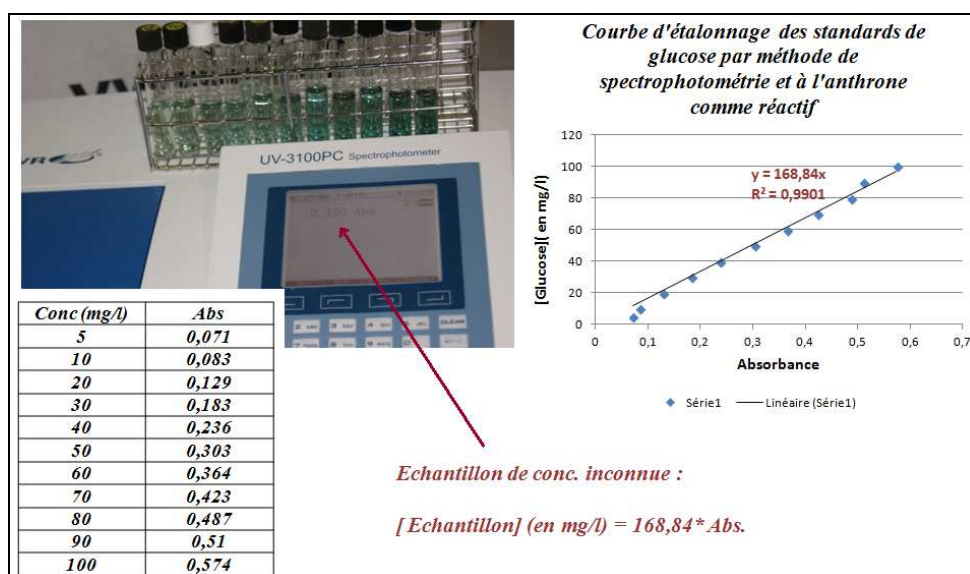 Courbe d'étalonnage des standards de
glucose par méthode de
spectrophotométrie et à l'anthrone
comme réactif
120
100
80
60
40
20
0
[Glucose]( en mg/l)
y = 168,84x
R² = 0,9901
0 0,1 0,2 0,3 0,4 0,5 0,6 0,7
Absorbance
Série1 Linéaire (Série1)
UV-3100PC Spectrophotometer
Abs
CLEAR
Conc (mg/l) Abs
5 0,071
10 0,083
20 0,129
30 0,183
40 0,236
50 0,303
60 0,364
70 0,423
80 0,487
90 0,51
100 0,574
Echantillon de conc. inconnue :
[ Echantillon] (en mg/l) = 168,84* Abs.